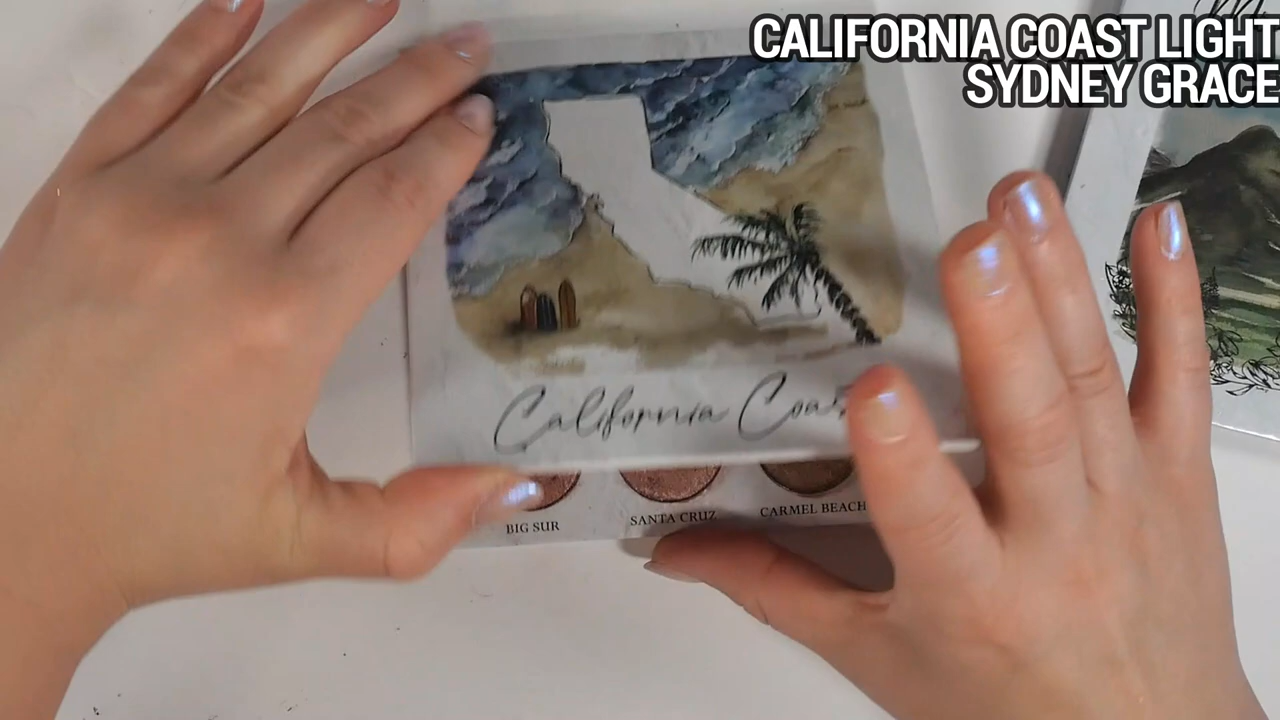 CALIFORNIA COAST LIGHT
SYDNEY GRACE
California Coast
BIG SUR
SANTA CRUZ
CARMEL BEACH